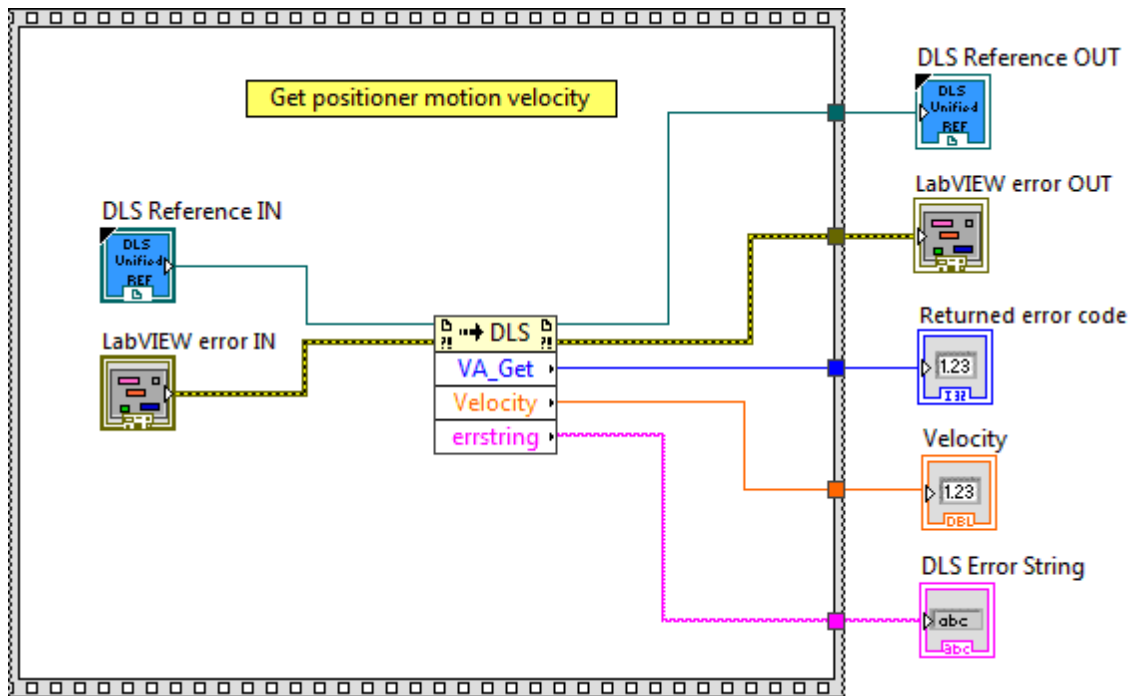 Get positioner motion velocity
DLS Reference IN
DLS
Unified
REF
LabVIEW error IN
?!
DLS
?!
VA_Get
Velocity
errstring
DLS Reference OUT
DLS
Unified
REF
LabVIEW error OUT
Returned error code
1.23
I32
Velocity
1.23
DBL
DLS Error String
abc
abc